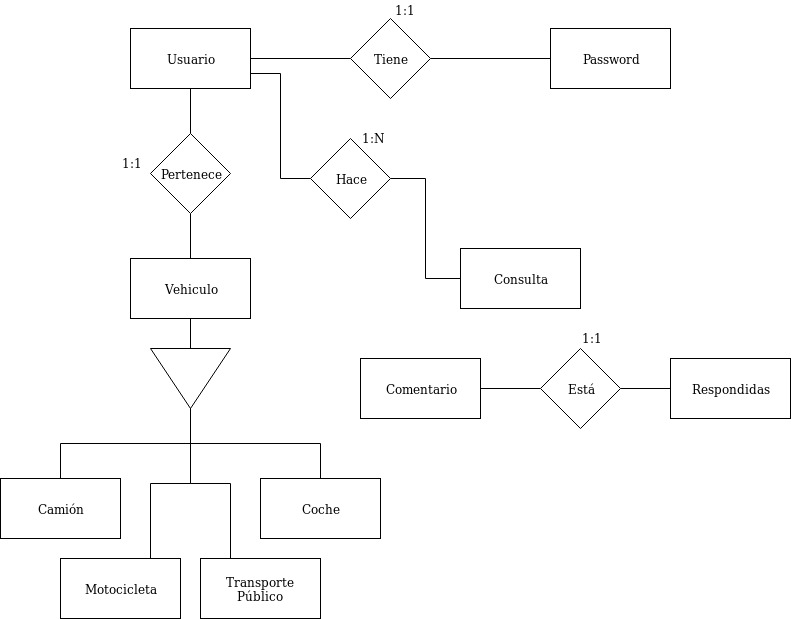 1:1
Usuario
Tiene
Password
1:N
1:1
Pertenece
Hace
Vehiculo
Consulta
1:1
Comentario
Está
Respondidas
Camión
Coche
Motocicleta
Transporte
Público